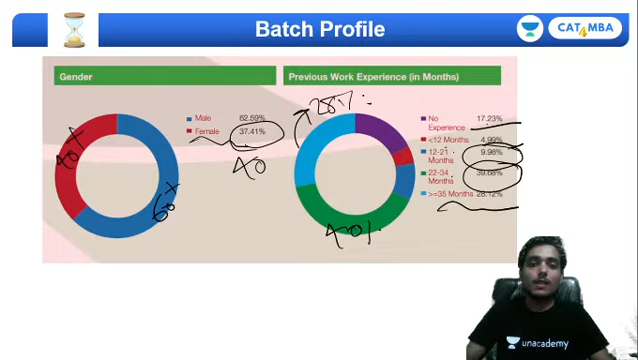 Batch Profile
CAT4MBA
Gender
Previous Work Experience (in Months)
Male 62.59%
Female 37.41%
40
40%
60%
28%
No Experience 17.23%
<12 Months 4.99%
12-21 Months 9.98%
22-34 Months 39.68%
>=35 Months 28.12%
40%
unacademy